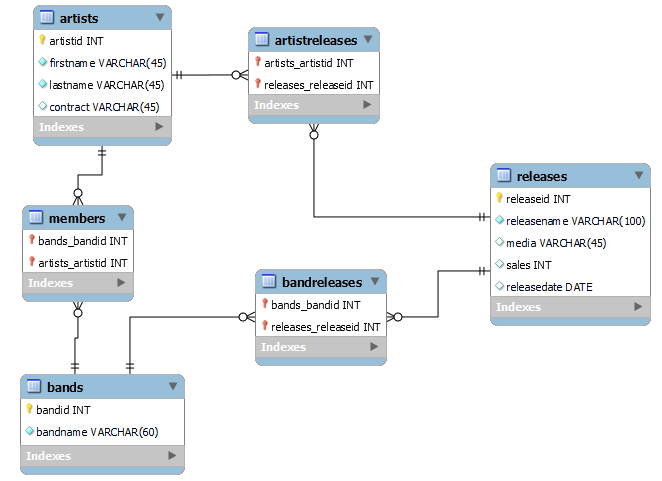 artists
artistid INT
firstname VARCHAR(45)
lastname VARCHAR(45)
contract VARCHAR(45)
Indexes
artistreleases
artists_artistid INT
releases_releaseid INT
Indexes
releases
releaseid INT
releasename VARCHAR(100)
media VARCHAR(45)
sales INT
releasedate DATE
Indexes
members
bands_bandid INT
artists_artistid INT
Indexes
bandreleases
bands_bandid INT
releases_releaseid INT
Indexes
bands
bandid INT
bandname VARCHAR(60)
Indexes